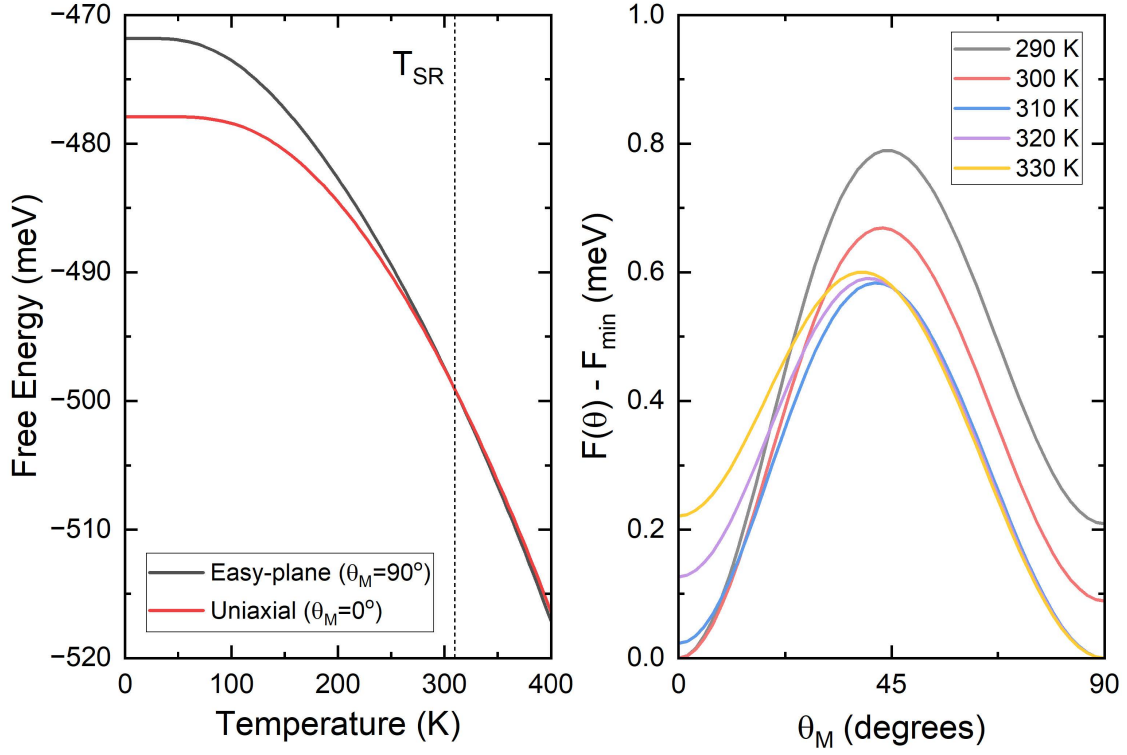 −470
−480
−490
−500
−510
−520
Free Energy (meV)
T_SR
Easy-plane (θ_M=90°)
Uniaxial (θ_M=0°)
0 100 200 300 400
Temperature (K)
1.0
0.8
0.6
0.4
0.2
0.0
F(θ) - F_min (meV)
290 K
300 K
310 K
320 K
330 K
0 45 90
θ_M (degrees)